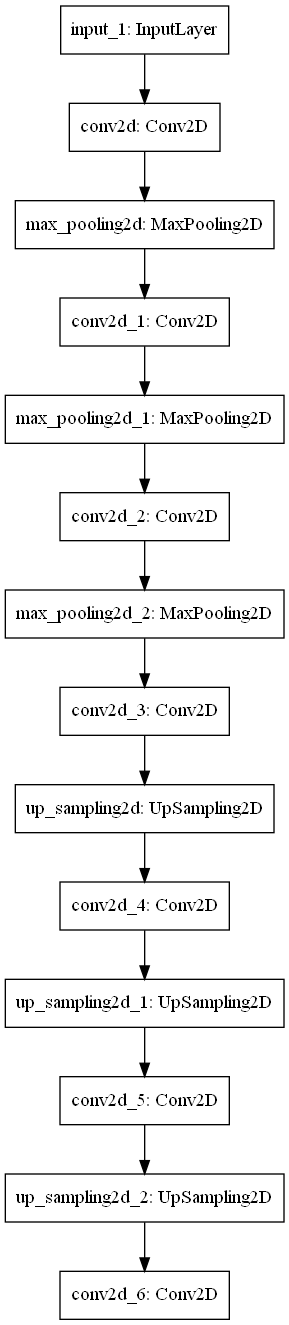 input_1: InputLayer
conv2d: Conv2D
max_pooling2d: MaxPooling2D
conv2d_1: Conv2D
max_pooling2d_1: MaxPooling2D
conv2d_2: Conv2D
max_pooling2d_2: MaxPooling2D
conv2d_3: Conv2D
up_sampling2d: UpSampling2D
conv2d_4: Conv2D
up_sampling2d_1: UpSampling2D
conv2d_5: Conv2D
up_sampling2d_2: UpSampling2D
conv2d_6: Conv2D